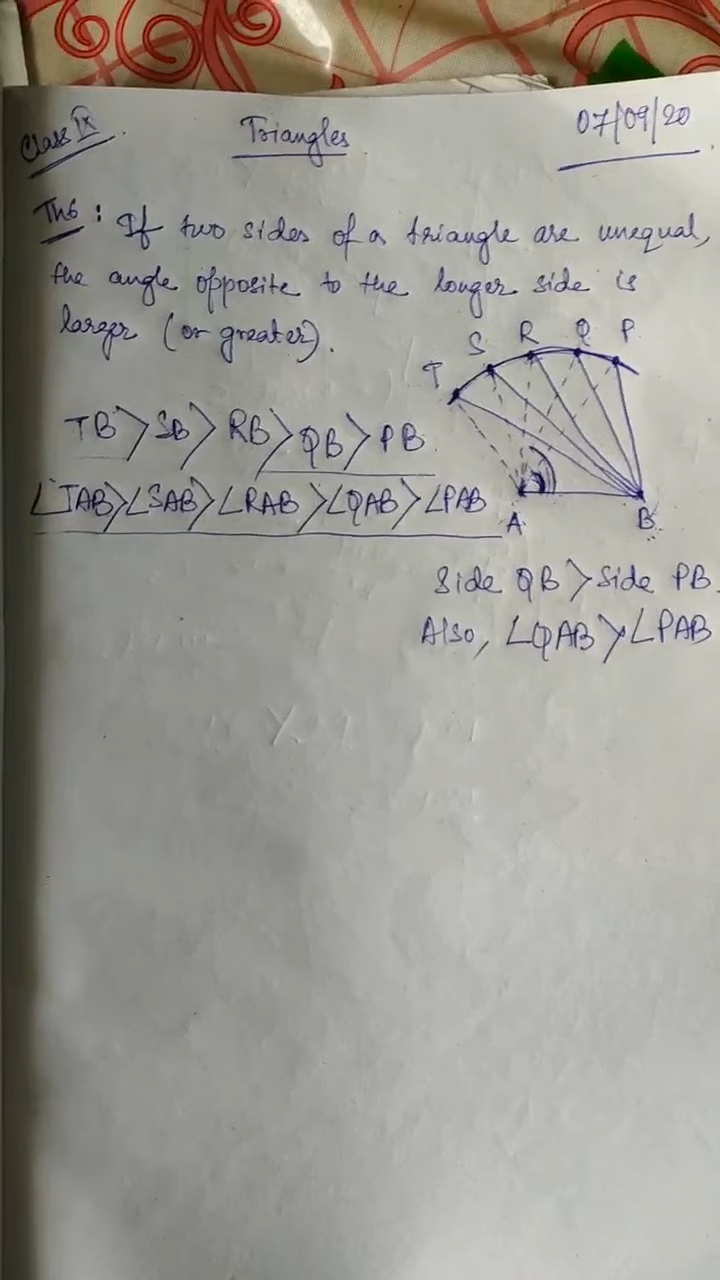 Class IX.
Triangles
07/09/20
Th6: If two sides of a triangle are unequal,
the angle opposite to the longer side is
larger (or greater).
T S R Q P
TB > SB > RB > QB > PB
∠TAB > ∠SAB > ∠RAB > ∠QAB > ∠PAB
A B
Side QB > Side PB.
Also, ∠QAB > ∠PAB